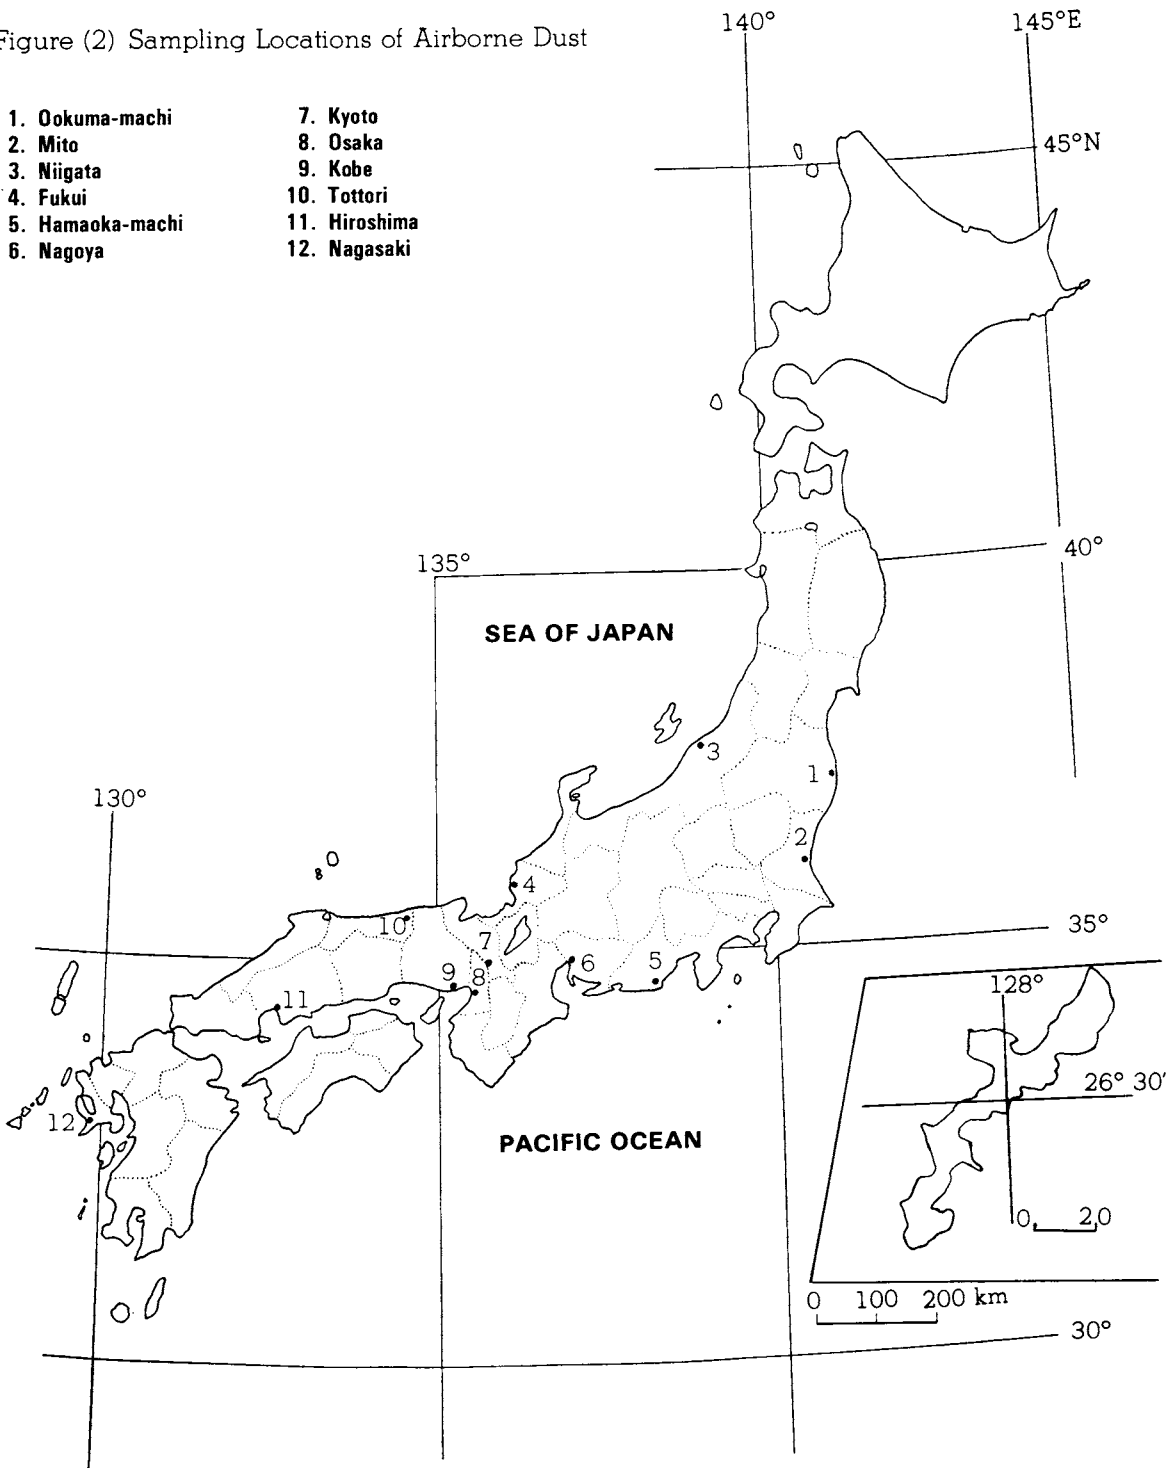 Figure (2) Sampling Locations of Airborne Dust
140°
145°E
1. Ookuma-machi
2. Mito
3. Niigata
4. Fukui
5. Hamaoka-machi
6. Nagoya
7. Kyoto
8. Osaka
9. Kobe
10. Tottori
11. Hiroshima
12. Nagasaki
45°N
40°
135°
SEA OF JAPAN
3
1
130°
2
4
35°
10
7
6
5
9
8
11
128°
26° 30'
12
PACIFIC OCEAN
0 20
0 100 200 km
30°